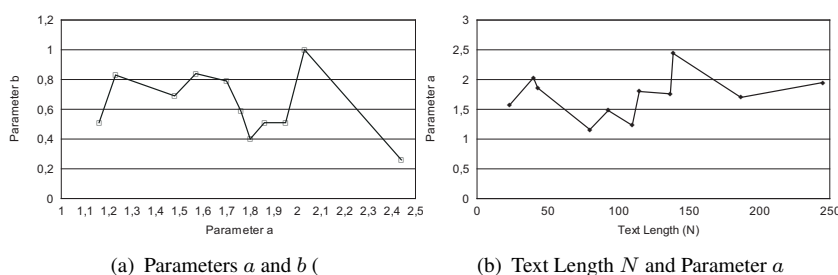 1,2
1
0,8
0,6
0,4
0,2
0
Parameter b
1 1,1 1,2 1,3 1,4 1,5 1,6 1,7 1,8 1,9 2 2,1 2,2 2,3 2,4 2,5
Parameter a
(a) Parameters a and b (
3
2,5
2
1,5
1
0,5
0
Parameter a
0 50 100 150 200 250
Text Length (N)
(b) Text Length N and Parameter a